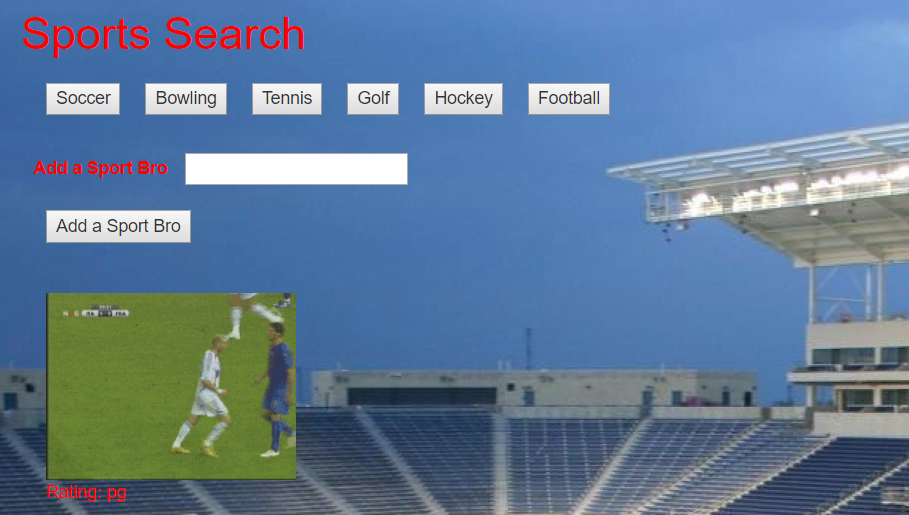 Sports Search
Soccer Bowling Tennis Golf Hockey Football
Add a Sport Bro
Add a Sport Bro
Rating: pg